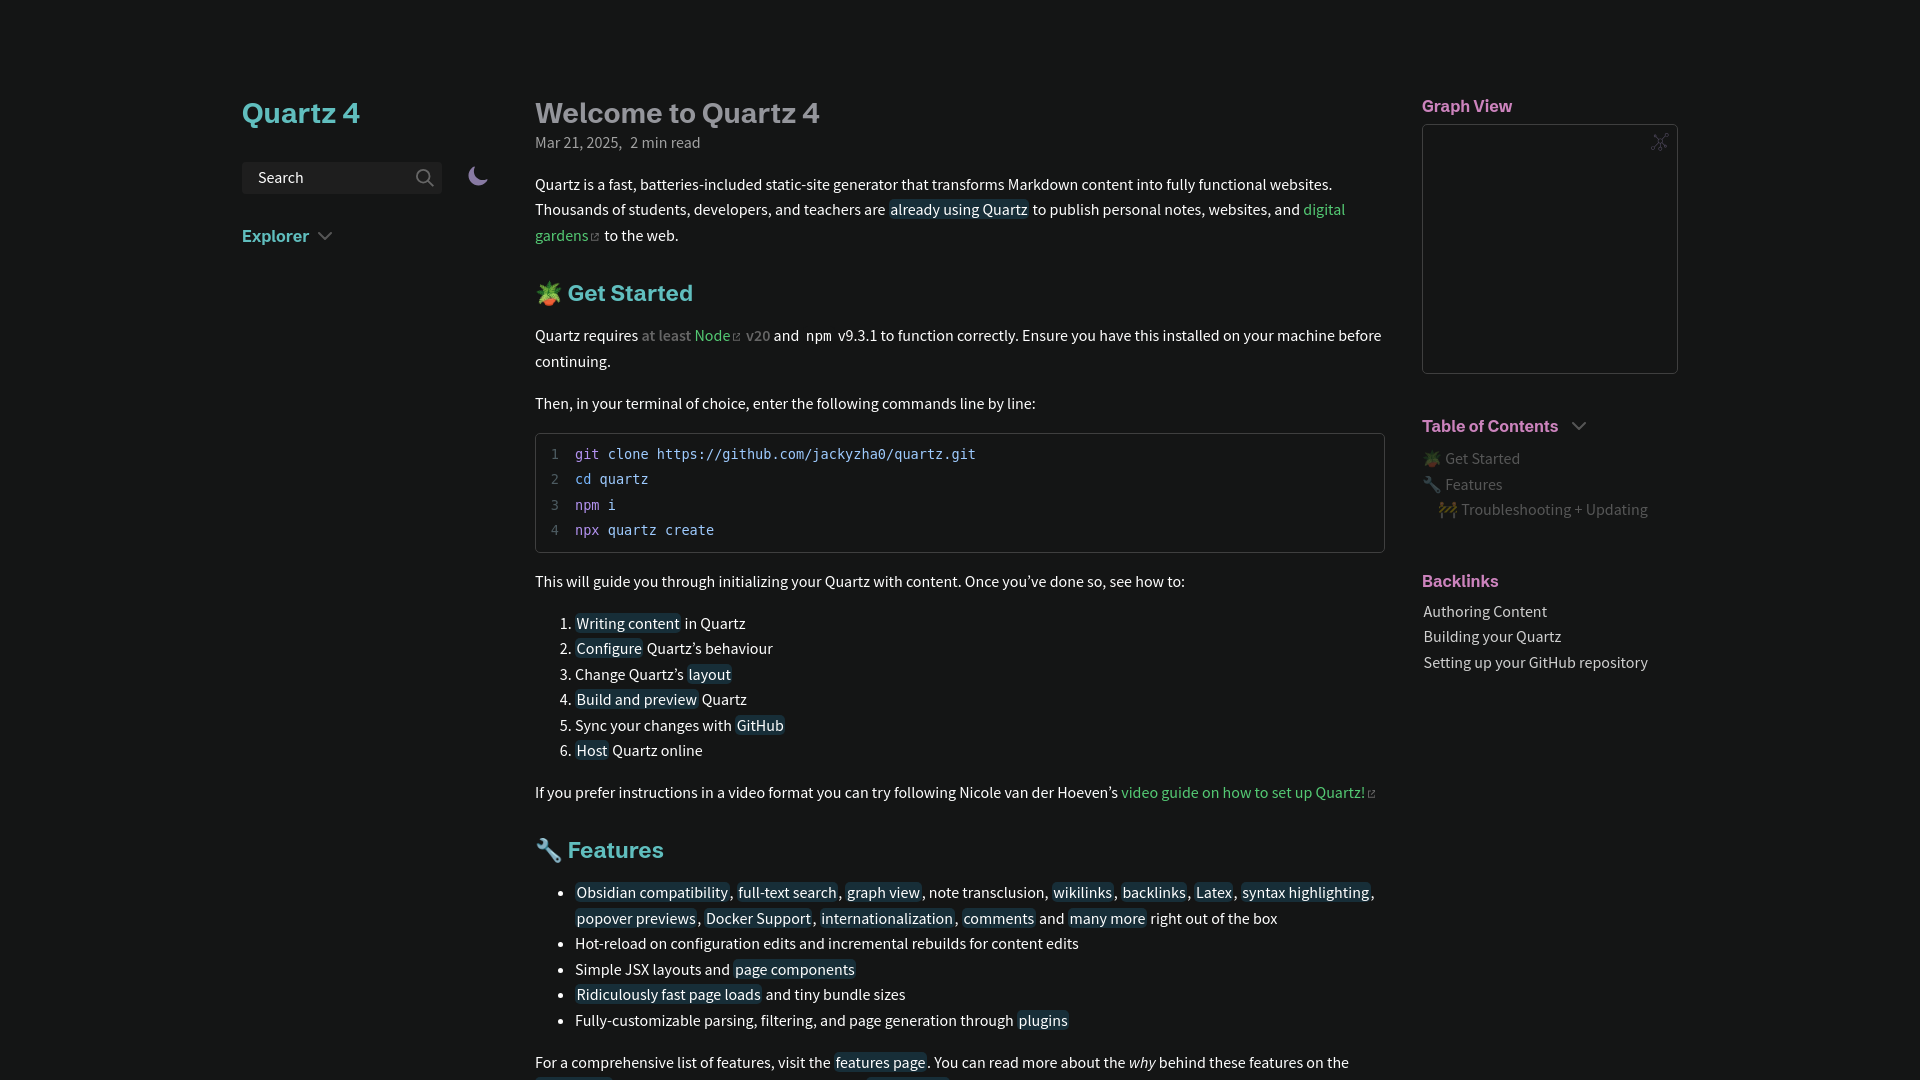 Quartz 4
Search
Explorer
Welcome to Quartz 4
Mar 21, 2025, 2 min read
Quartz is a fast, batteries-included static-site generator that transforms Markdown content into fully functional websites.
Thousands of students, developers, and teachers are already using Quartz to publish personal notes, websites, and digital
gardens to the web.
🪴 Get Started
Quartz requires at least Node v20 and npm v9.3.1 to function correctly. Ensure you have this installed on your machine before
continuing.
Then, in your terminal of choice, enter the following commands line by line:
1 git clone https://github.com/jackyzha0/quartz.git
2 cd quartz
3 npm i
4 npx quartz create
This will guide you through initializing your Quartz with content. Once you’ve done so, see how to:
1. Writing content in Quartz
2. Configure Quartz’s behaviour
3. Change Quartz’s layout
4. Build and preview Quartz
5. Sync your changes with GitHub
6. Host Quartz online
If you prefer instructions in a video format you can try following Nicole van der Hoeven’s video guide on how to set up Quartz!
🔧 Features
• Obsidian compatibility, full-text search, graph view, note transclusion, wikilinks, backlinks, Latex, syntax highlighting,
popover previews, Docker Support, internationalization, comments and many more right out of the box
• Hot-reload on configuration edits and incremental rebuilds for content edits
• Simple JSX layouts and page components
• Ridiculously fast page loads and tiny bundle sizes
• Fully-customizable parsing, filtering, and page generation through plugins
For a comprehensive list of features, visit the features page. You can read more about the why behind these features on the
Graph View
Table of Contents
🪴 Get Started
🔧 Features
🚧 Troubleshooting + Updating
Backlinks
Authoring Content
Building your Quartz
Setting up your GitHub repository